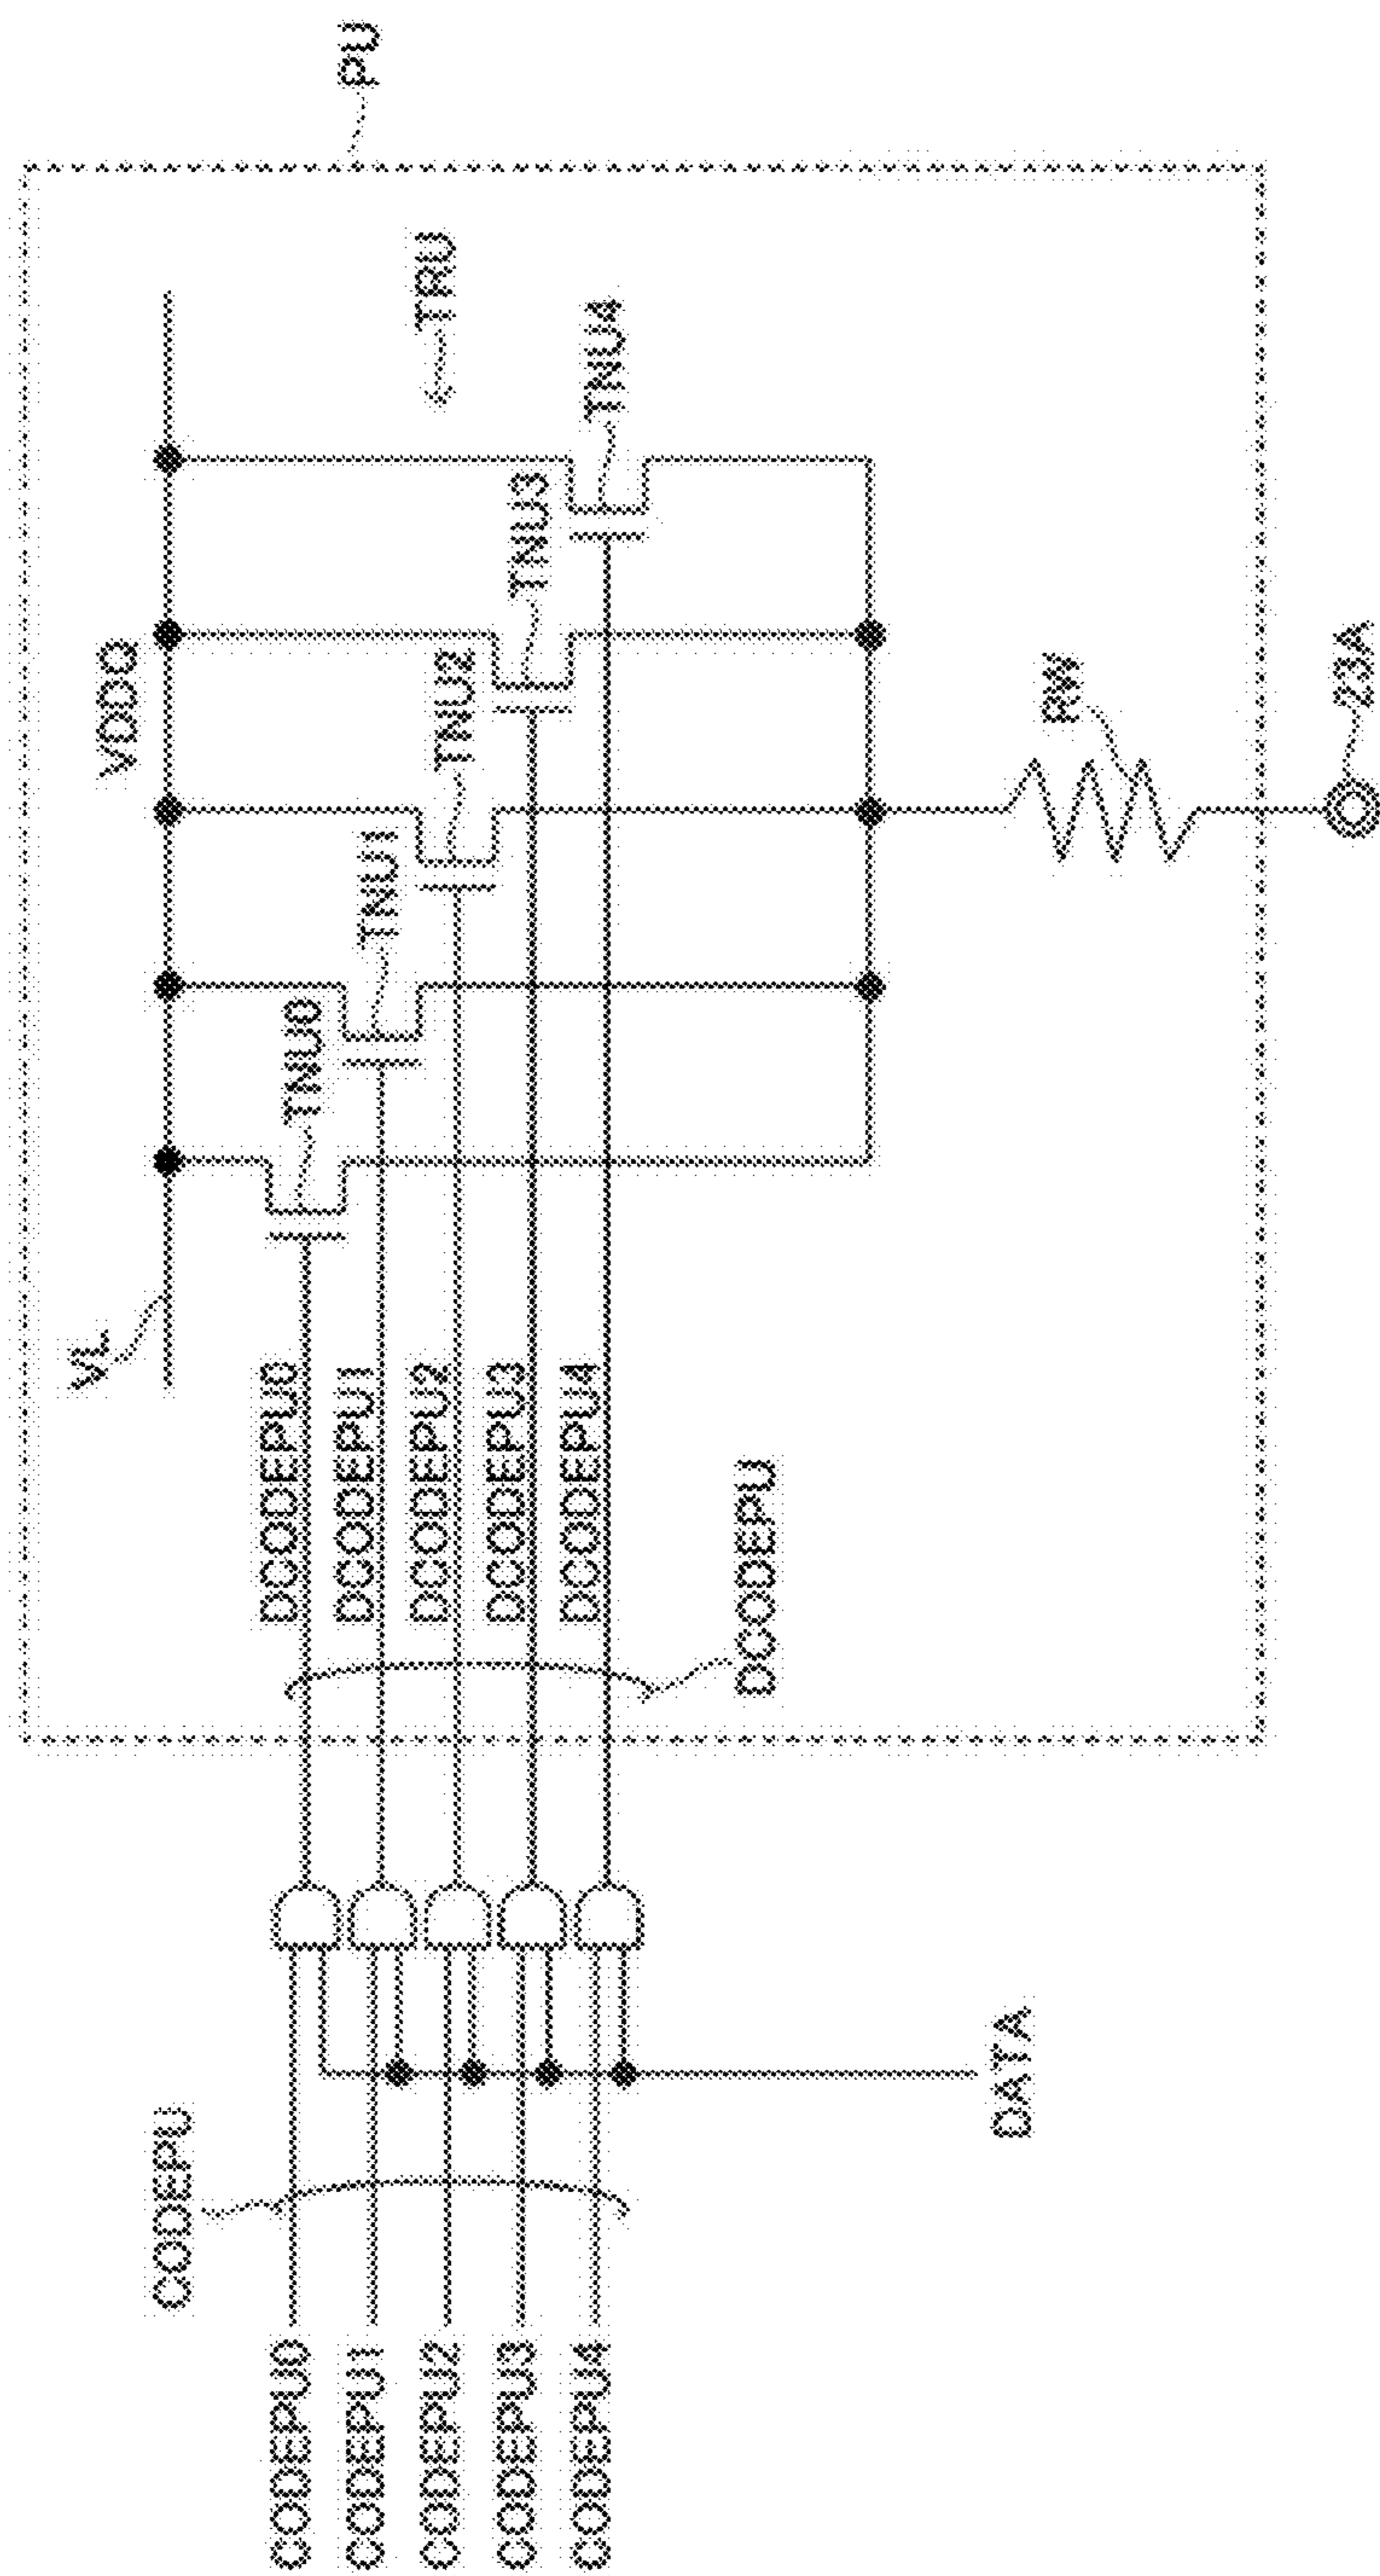 PU
VL
VDDQ
TRU
TNU0
TNU1
TNU2
TNU3
TNU4
CODEPU
CODEPU0
CODEPU1
CODEPU2
CODEPU3
CODEPU4
DCODEPU0
DCODEPU1
DCODEPU2
DCODEPU3
DCODEPU4
DCODEPU
DATA
RW
23A